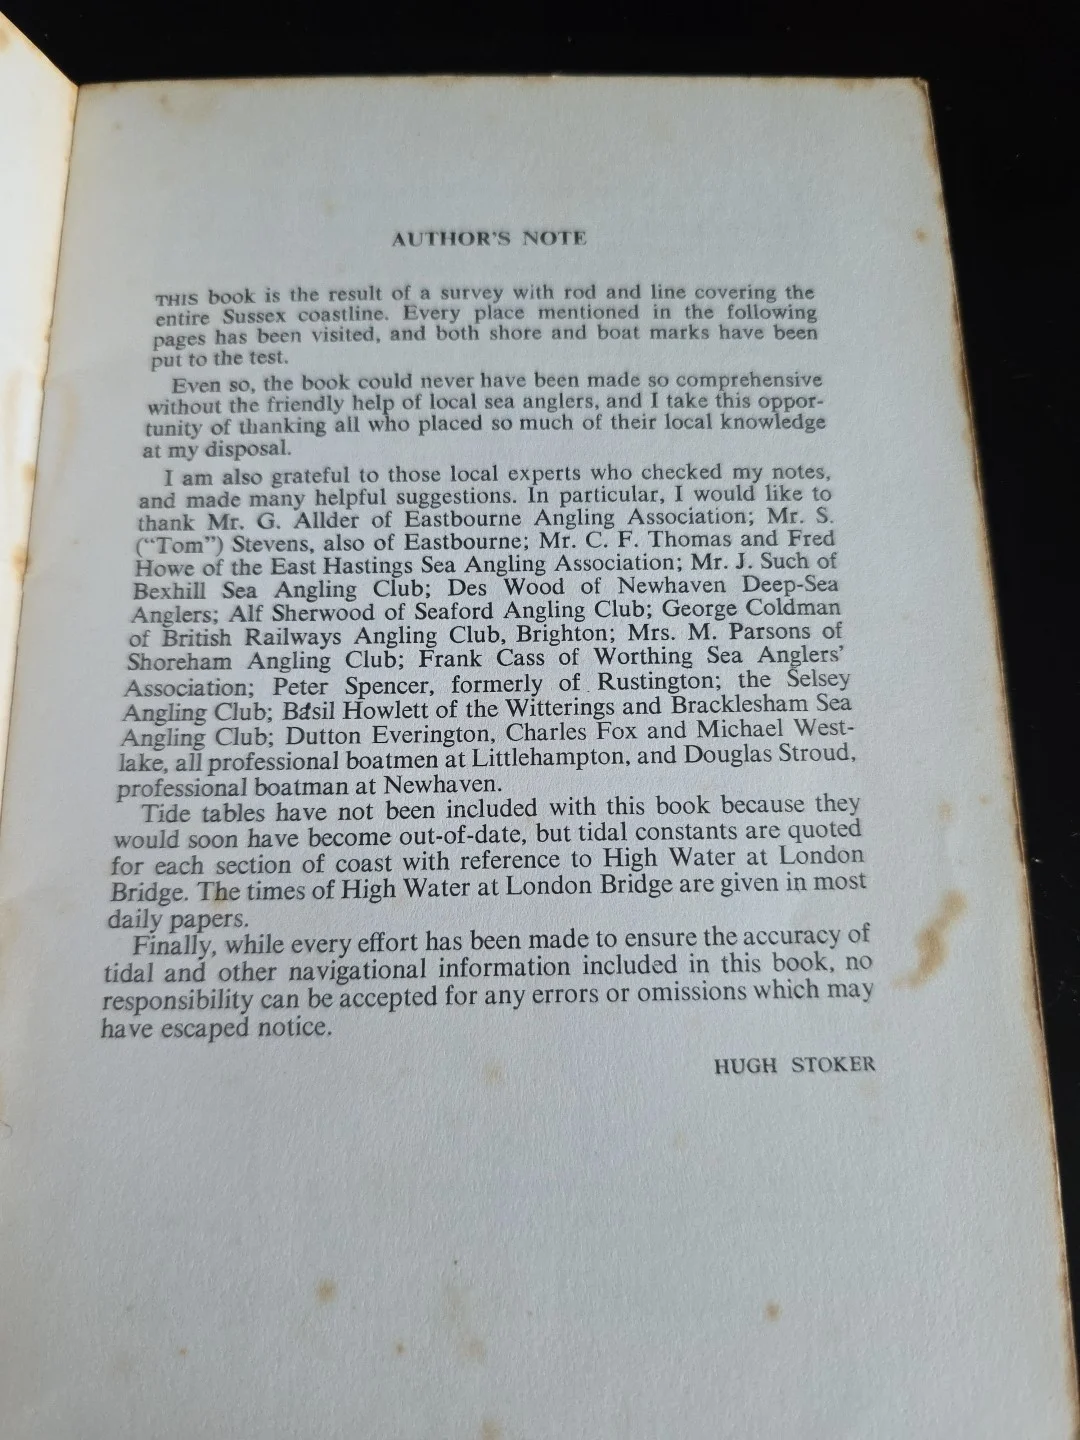 AUTHOR'S NOTE
THIS book is the result of a survey with rod and line covering the
entire Sussex coastline. Every place mentioned in the following
pages has been visited, and both shore and boat marks have been
put to the test.
Even so, the book could never have been made so comprehensive
without the friendly help of local sea anglers, and I take this oppor-
tunity of thanking all who placed so much of their local knowledge
at my disposal.
I am also grateful to those local experts who checked my notes,
and made many helpful suggestions. In particular, I would like to
thank Mr. G. Allder of Eastbourne Angling Association; Mr. S.
("Tom") Stevens, also of Eastbourne; Mr. C. F. Thomas and Fred
Howe of the East Hastings Sea Angling Association; Mr. J. Such of
Bexhill Sea Angling Club; Des Wood of Newhaven Deep-Sea
Anglers; Alf Sherwood of Seaford Angling Club; George Coldman
of British Railways Angling Club, Brighton; Mrs. M. Parsons of
Shoreham Angling Club; Frank Cass of Worthing Sea Anglers'
Association; Peter Spencer, formerly of Rustington; the Selsey
Angling Club; Basil Howlett of the Witterings and Bracklesham Sea
Angling Club; Dutton Everington, Charles Fox and Michael West-
lake, all professional boatmen at Littlehampton, and Douglas Stroud,
professional boatman at Newhaven.
Tide tables have not been included with this book because they
would soon have become out-of-date, but tidal constants are quoted
for each section of coast with reference to High Water at London
Bridge. The times of High Water at London Bridge are given in most
daily papers.
Finally, while every effort has been made to ensure the accuracy of
tidal and other navigational information included in this book, no
responsibility can be accepted for any errors or omissions which may
have escaped notice.
HUGH STOKER